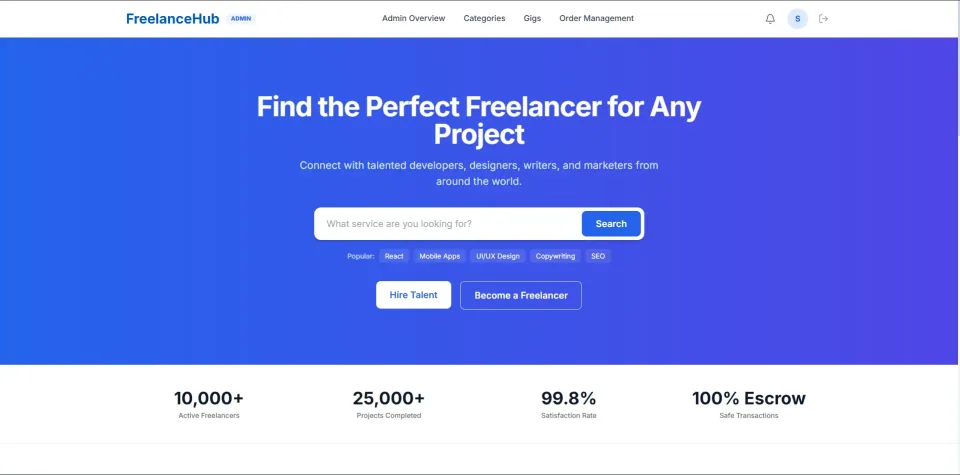 FreelanceHub ADMIN Admin Overview Categories Gigs Order Management S
Find the Perfect Freelancer for Any
Project
Connect with talented developers, designers, writers, and marketers from
around the world.
What service are you looking for? Search
Popular: React Mobile Apps UI/UX Design Copywriting SEO
Hire Talent Become a Freelancer
10,000+ 25,000+ 99.8% 100% Escrow
Active Freelancers Projects Completed Satisfaction Rate Safe Transactions